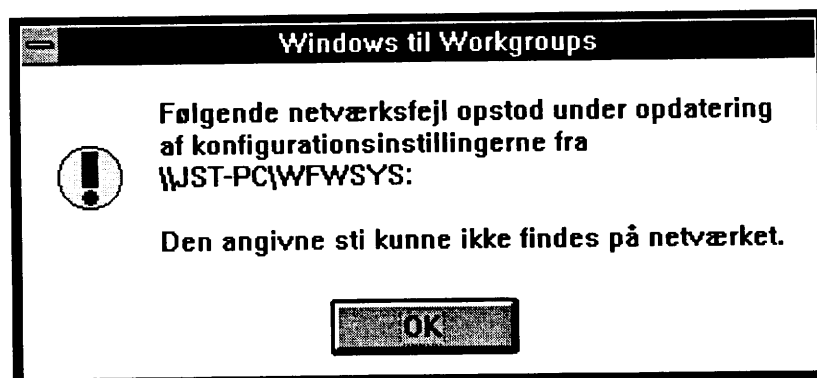 Windows til Workgroups
Følgende netværksfejl opstod under opdatering
af konfigurationsinstillingerne fra
\\JST-PC\WFWSYS:
Den angivne sti kunne ikke findes på netværket.
OK